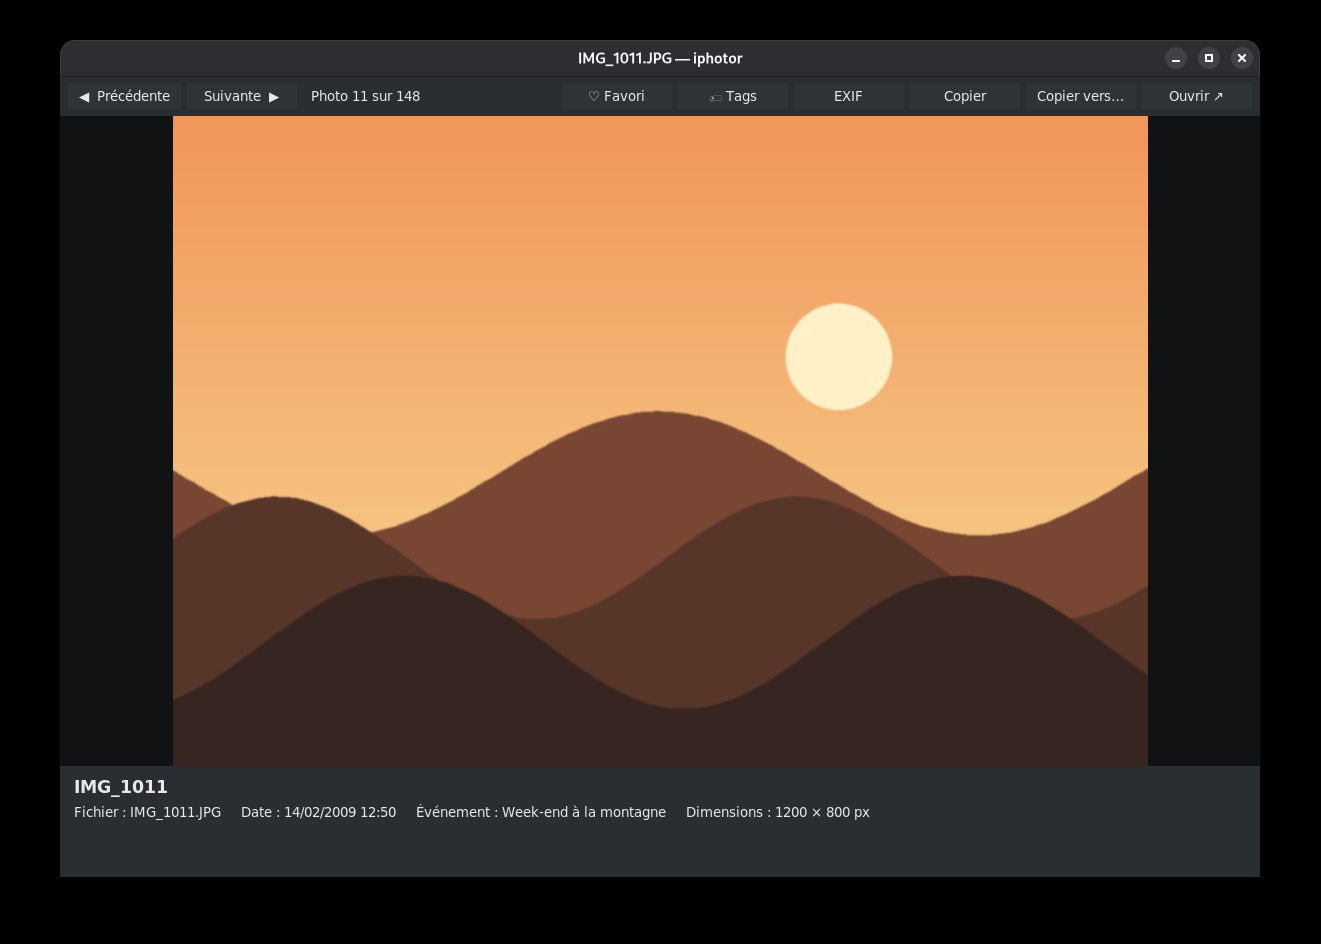 IMG_1011.JPG — iphotor
◀ Précédente Suivante ▶ Photo 11 sur 148 ♡ Favori Tags EXIF Copier Copier vers... Ouvrir ↗
IMG_1011
Fichier : IMG_1011.JPG Date : 14/02/2009 12:50 Événement : Week-end à la montagne Dimensions : 1200 × 800 px